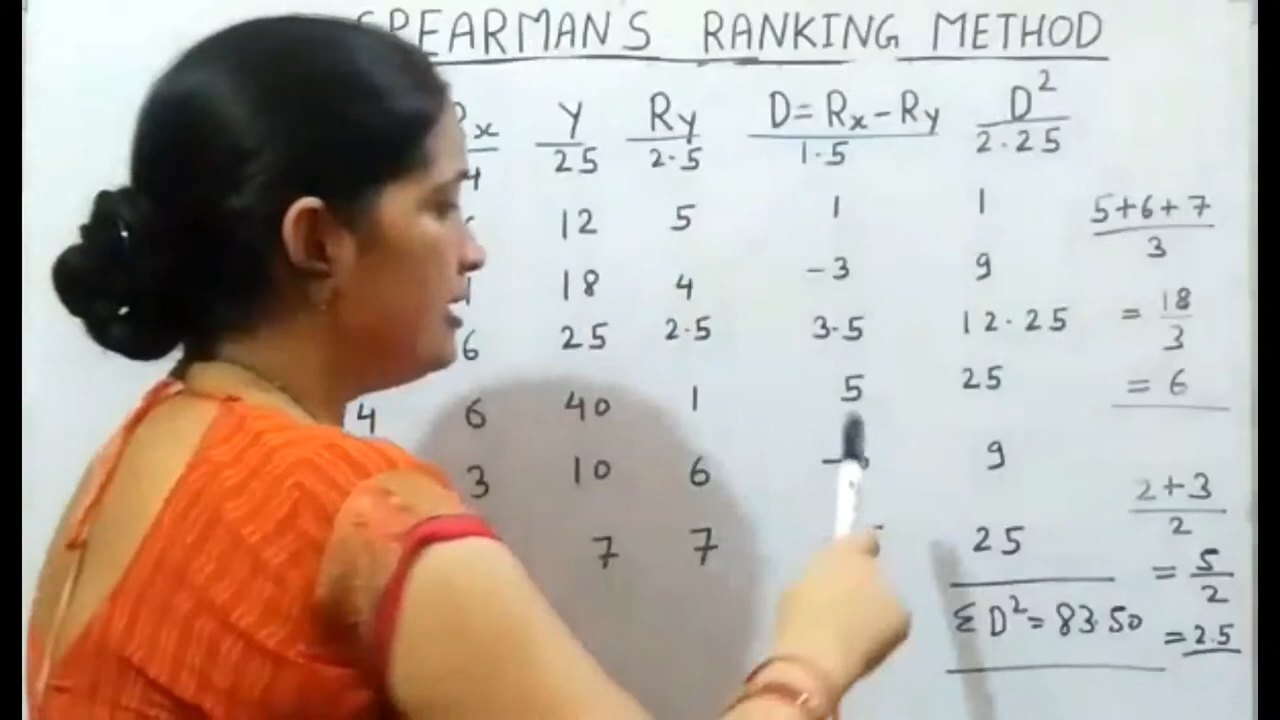 SPEARMAN'S RANKING METHOD
Rx Y Ry D=Rx-Ry D²
4 25 2.5 1.5 2.25
12 5 1 1
18 4 -3 9
6 25 2.5 3.5 12.25
4 6 40 1 5 25
3 10 6 9
7 7 25
ΣD²=83.50
5+6+7
3
= 18
3
= 6
2+3
2
= 5
2
=2.5